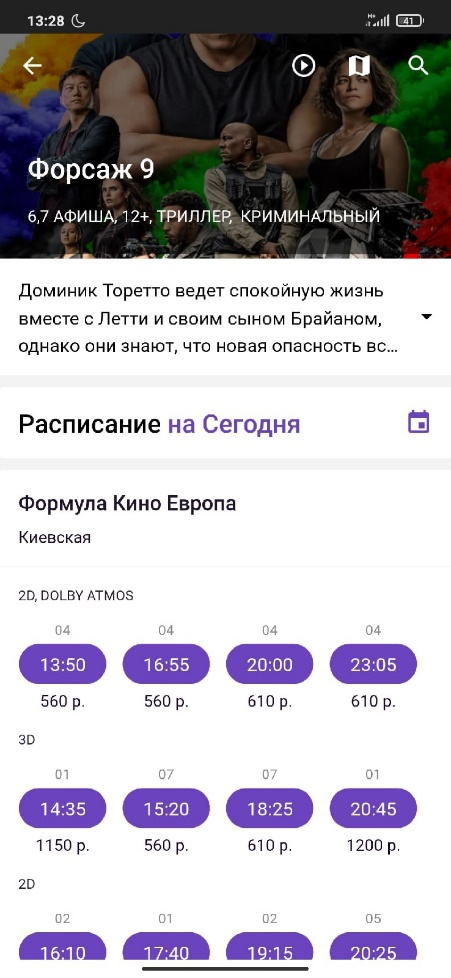 13:28 H+ 41
Форсаж 9
6,7 АФИША, 12+, ТРИЛЛЕР, КРИМИНАЛЬНЫЙ
Доминик Торетто ведет спокойную жизнь
вместе с Летти и своим сыном Брайаном,
однако они знают, что новая опасность вс...
Расписание на Сегодня
Формула Кино Европа
Киевская
2D, DOLBY ATMOS
04 04 04 04
13:50 16:55 20:00 23:05
560 р. 560 р. 610 р. 610 р.
3D
01 07 07 01
14:35 15:20 18:25 20:45
1150 р. 560 р. 610 р. 1200 р.
2D
02 01 02 05
16:10 17:40 19:15 20:25